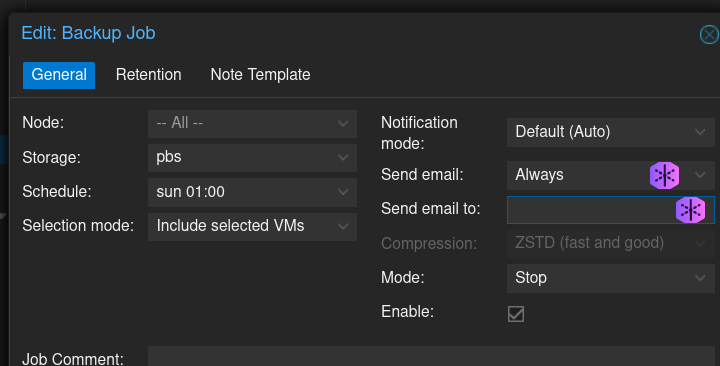 Edit: Backup Job
General
Retention
Note Template
Node:
-- All --
Storage:
pbs
Schedule:
sun 01:00
Selection mode:
Include selected VMs
Notification
mode:
Default (Auto)
Send email:
Always
Send email to:
Compression:
ZSTD (fast and good)
Mode:
Stop
Enable:
Job Comment: